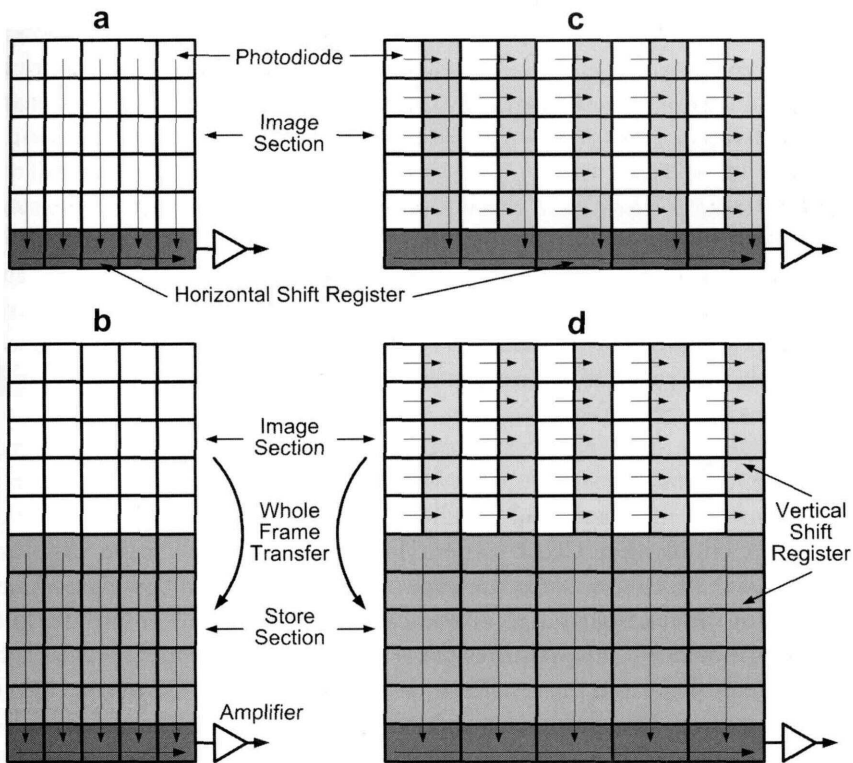 a
c
Photodiode
Image
Section
Horizontal Shift Register
b
d
Image
Section
Whole
Frame
Transfer
Vertical
Shift
Register
Store
Section
Amplifier